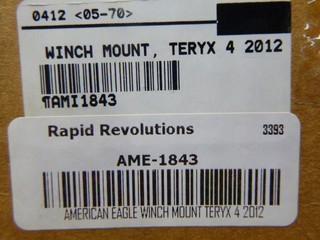 0412 <05-70>
WINCH MOUNT, TERYX 4 2012
¶AMI1843
Rapid Revolutions 3393
AME-1843
AMERICAN EAGLE WINCH MOUNT TERYX 4 2012